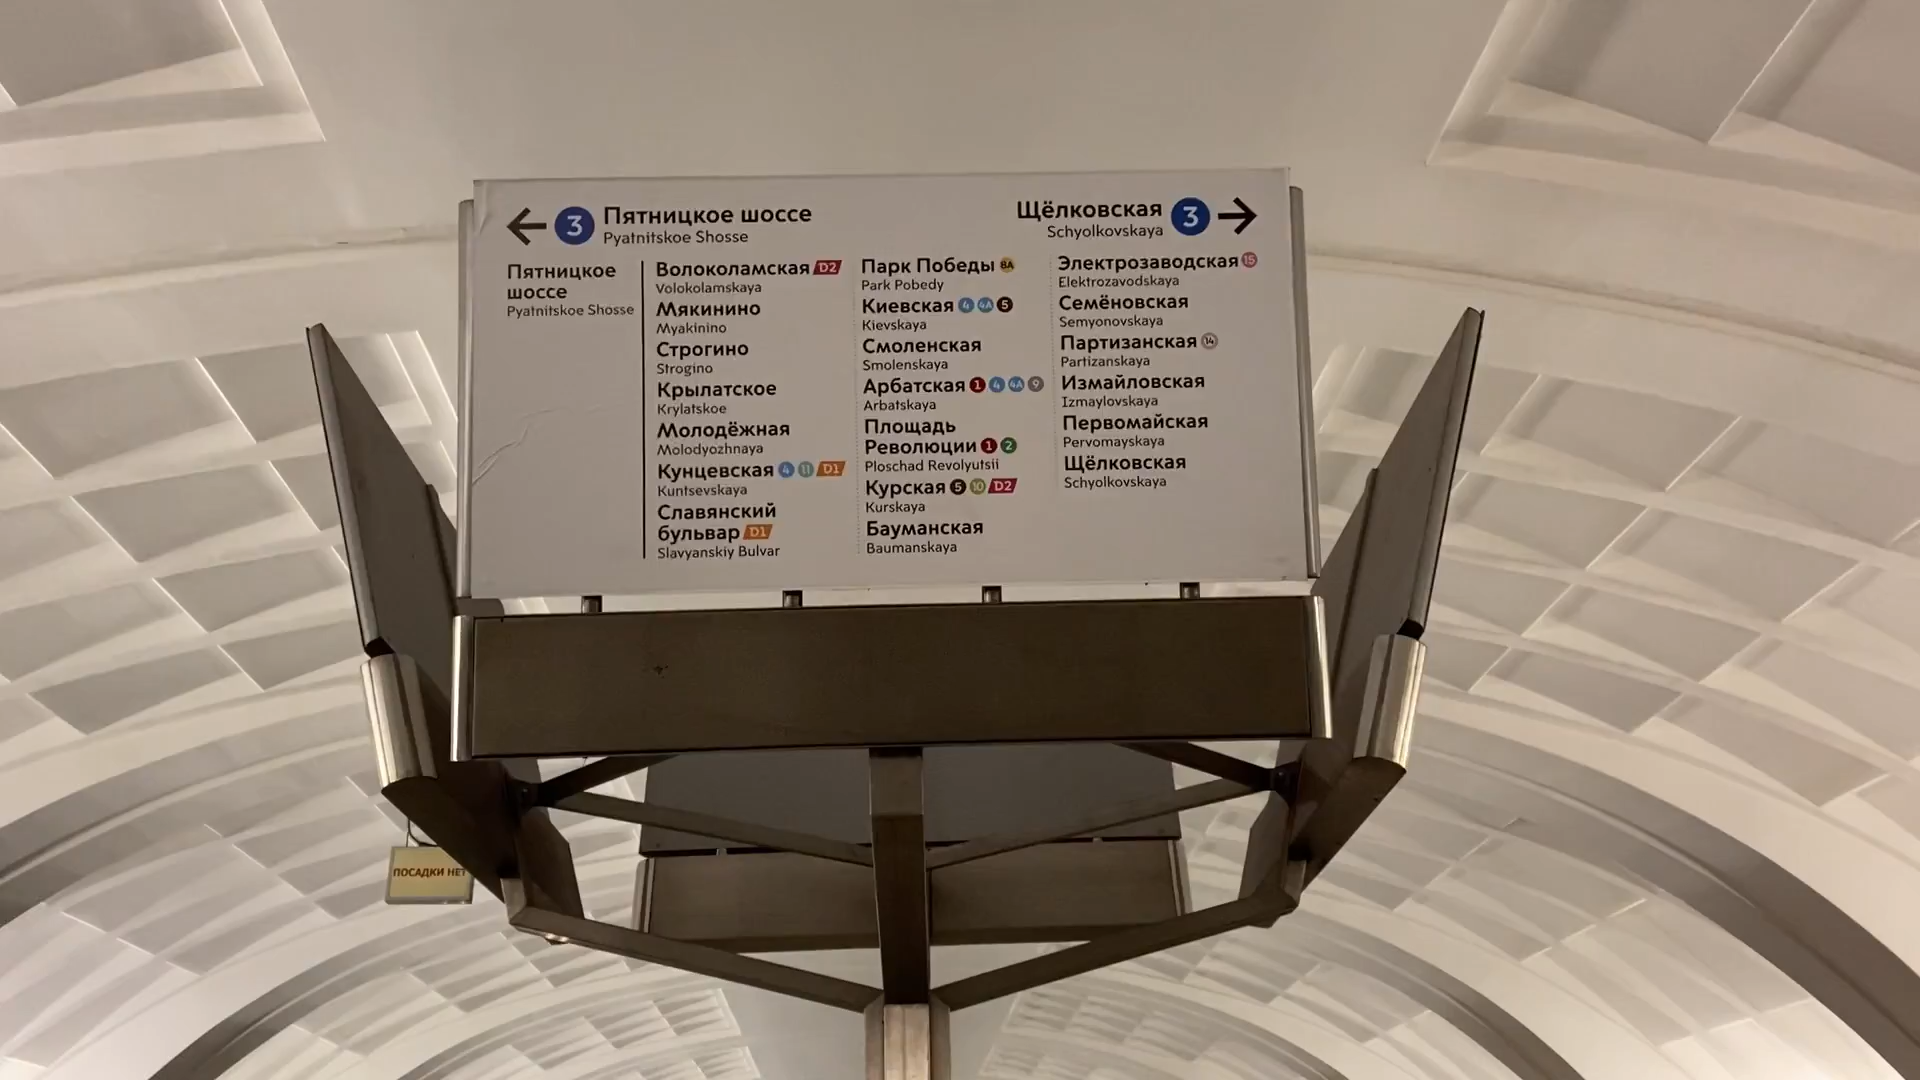 ← 3 Пятницкое шоссе
Pyatnitskoe Shosse
Щёлковская 3 →
Schyolkovskaya
Пятницкое
шоссе
Pyatnitskoe Shosse
Волоколамская D2
Volokolamskaya
Мякинино
Myakinino
Строгино
Strogino
Крылатское
Krylatskoe
Молодёжная
Molodyozhnaya
Кунцевская 4 11 D1
Kuntsevskaya
Славянский
бульвар D1
Slavyanskiy Bulvar
Парк Победы 8А
Park Pobedy
Киевская 4 4А 5
Kievskaya
Смоленская
Smolenskaya
Арбатская 1 4 4А 9
Arbatskaya
Площадь
Революции 1 2
Ploschad Revolyutsii
Курская 5 10 D2
Kurskaya
Бауманская
Baumanskaya
Электрозаводская 15
Elektrozavodskaya
Семёновская
Semyonovskaya
Партизанская 14
Partizanskaya
Измайловская
Izmaylovskaya
Первомайская
Pervomayskaya
Щёлковская
Schyolkovskaya
ПОСАДКИ НЕТ